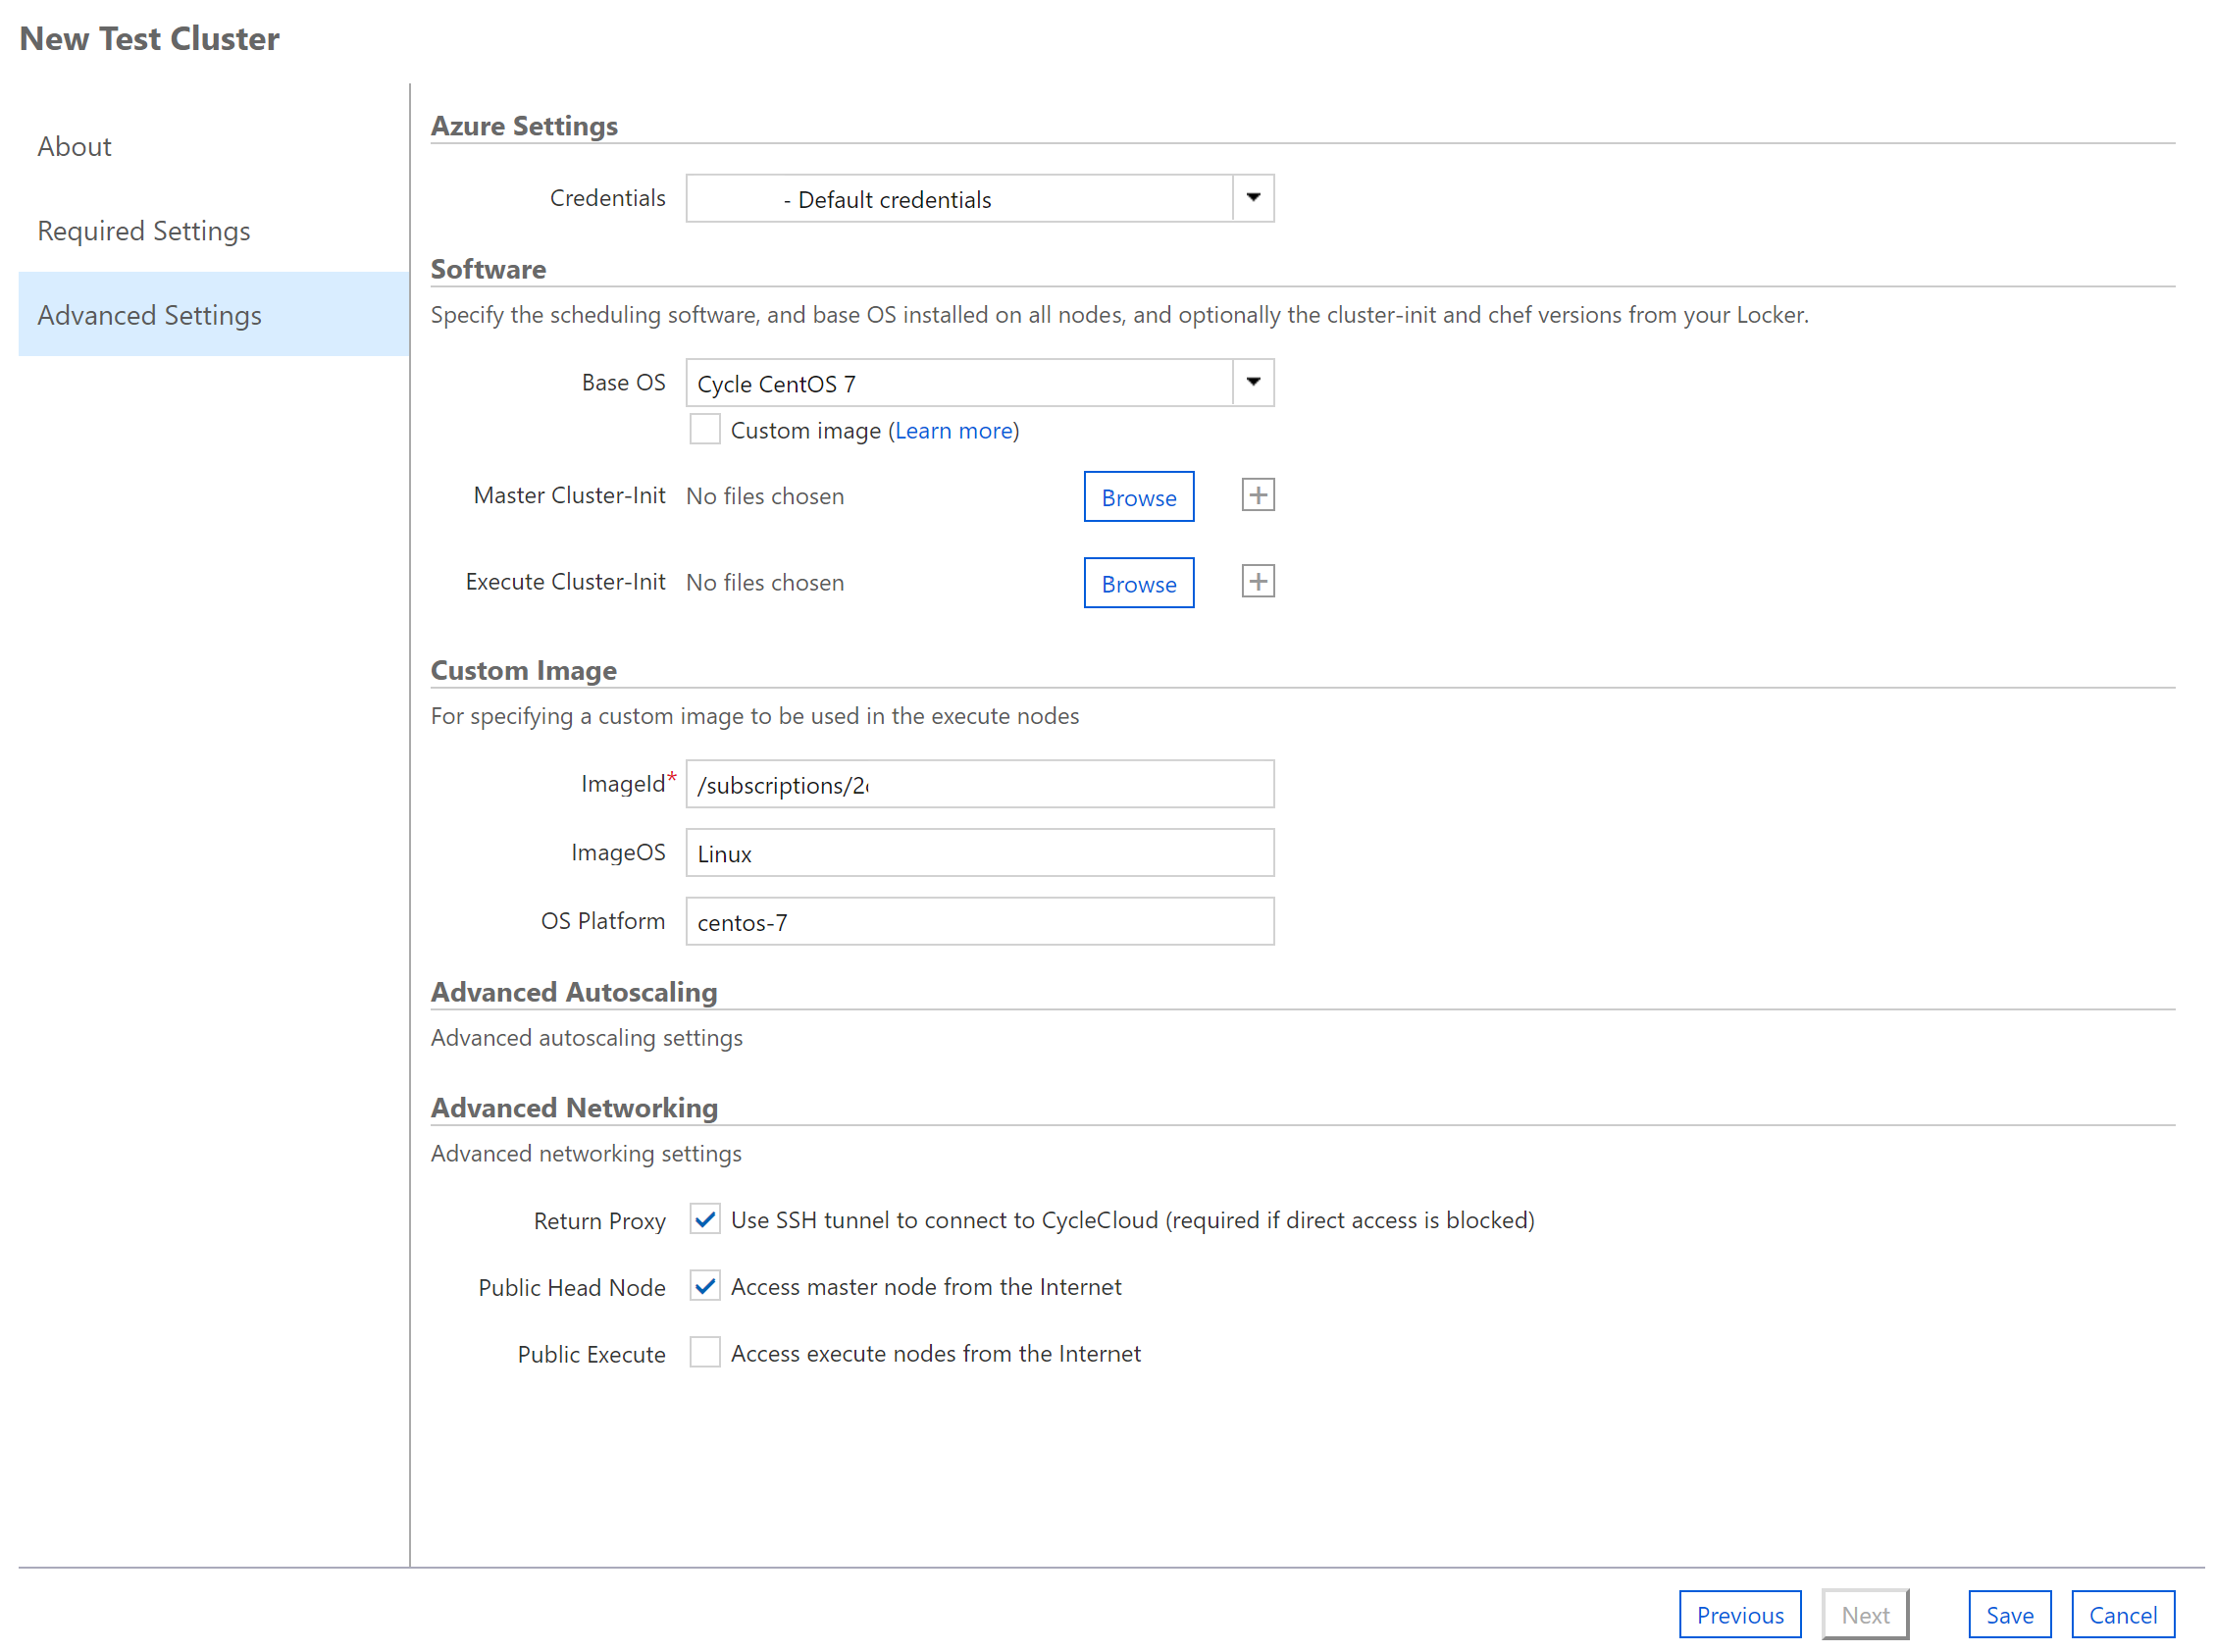 New Test Cluster
About
Required Settings
Advanced Settings
Azure Settings
Credentials - Default credentials
Software
Specify the scheduling software, and base OS installed on all nodes, and optionally the cluster-init and chef versions from your Locker.
Base OS Cycle CentOS 7
Custom image (Learn more)
Master Cluster-Init No files chosen Browse +
Execute Cluster-Init No files chosen Browse +
Custom Image
For specifying a custom image to be used in the execute nodes
ImageId* /subscriptions/2
ImageOS Linux
OS Platform centos-7
Advanced Autoscaling
Advanced autoscaling settings
Advanced Networking
Advanced networking settings
Return Proxy Use SSH tunnel to connect to CycleCloud (required if direct access is blocked)
Public Head Node Access master node from the Internet
Public Execute Access execute nodes from the Internet
Previous Next Save Cancel